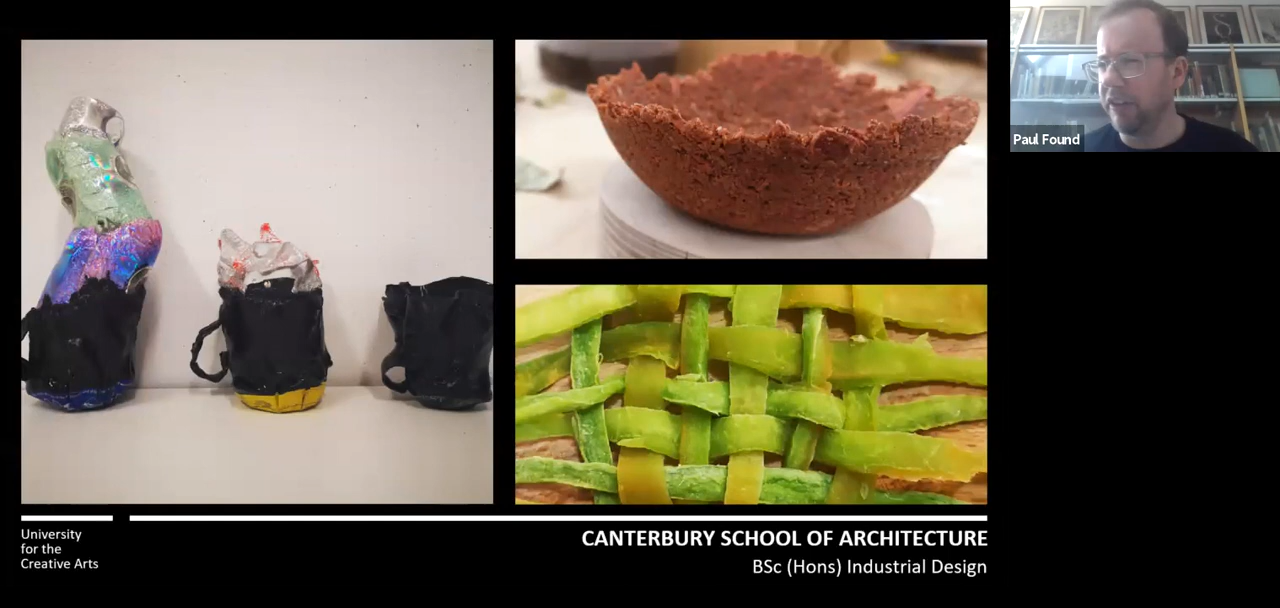 Paul Found
University
for the
Creative Arts
CANTERBURY SCHOOL OF ARCHITECTURE
BSc (Hons) Industrial Design